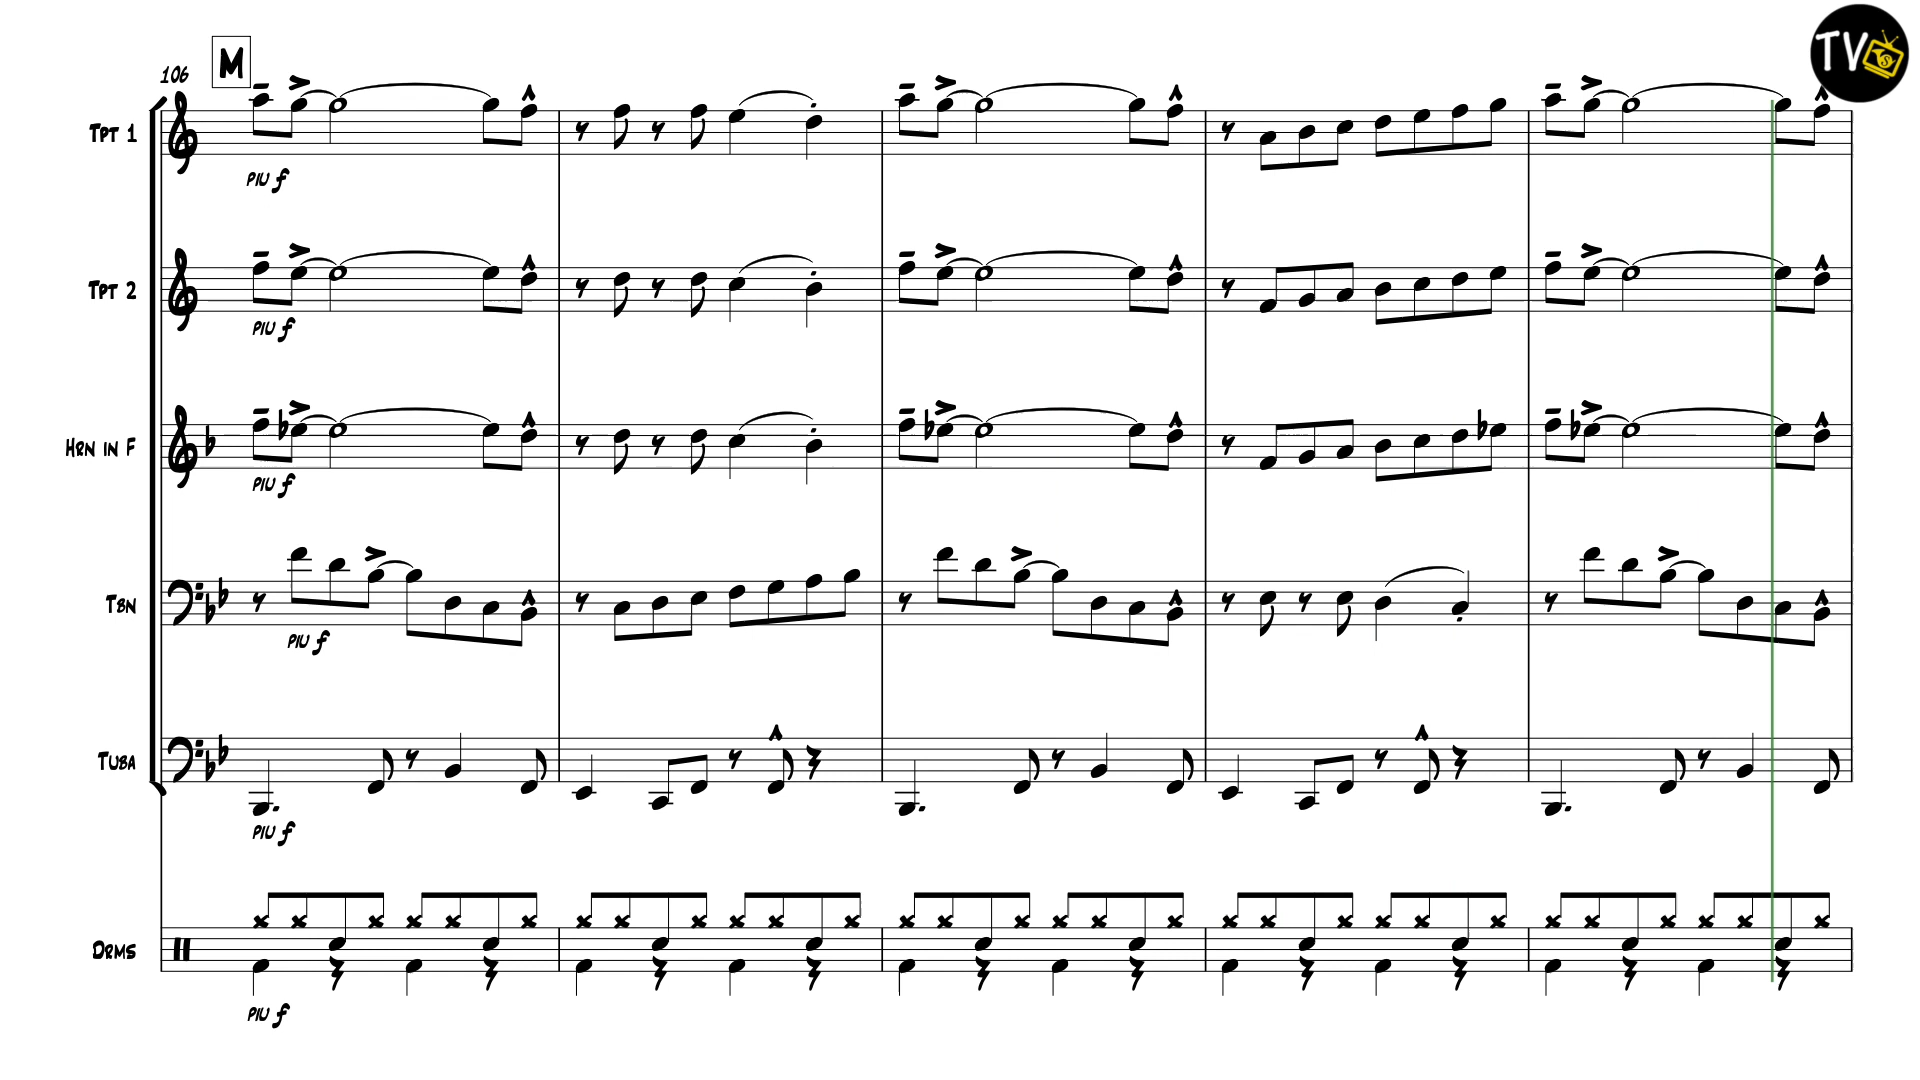 TV
106
M
Tpt 1
piu f
Tpt 2
piu f
Hrn in F
piu f
Tbn
piu f
Tuba
piu f
Drms
piu f